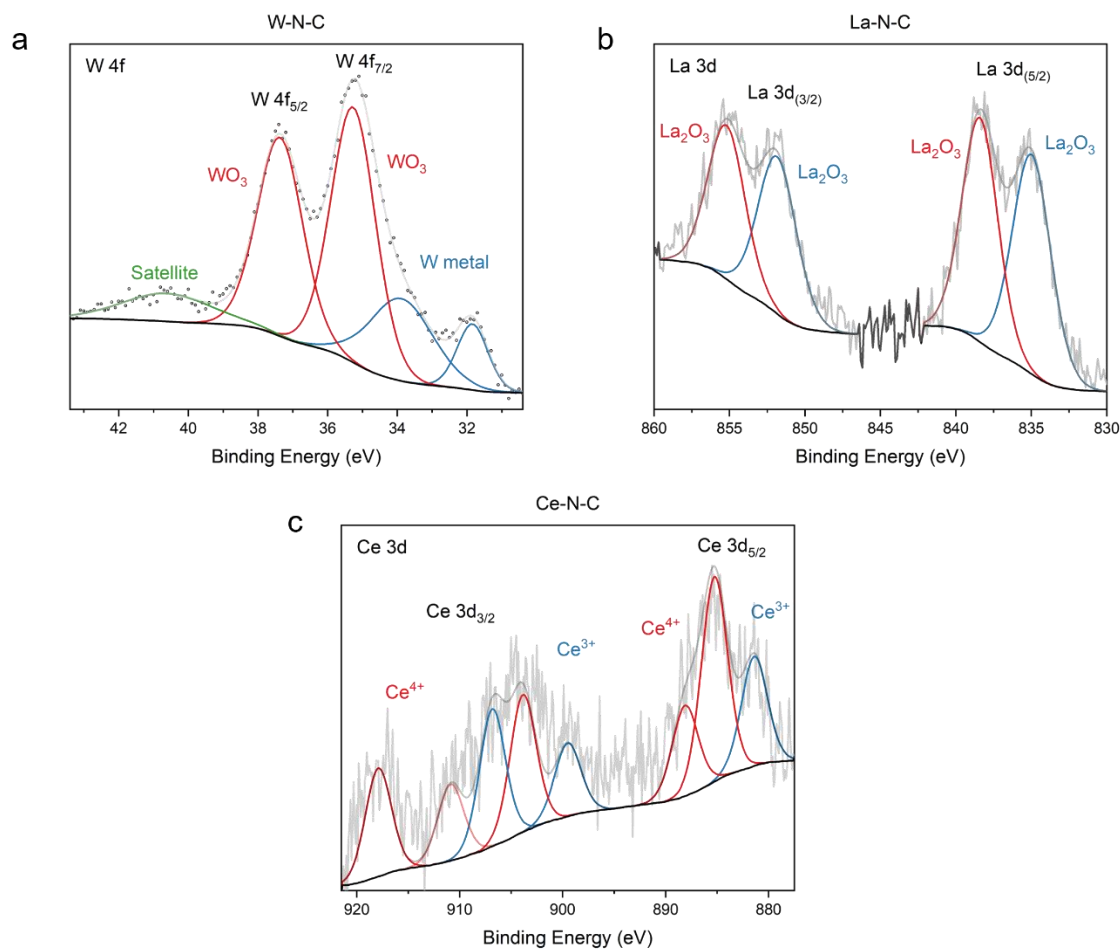 W-N-C
a
W 4f
W 4f7/2
W 4f5/2
WO3
WO3
Satellite
W metal
42 40 38 36 34 32
Binding Energy (eV)
La-N-C
b
La 3d
La 3d(3/2)
La 3d(5/2)
La2O3
La2O3
La2O3
La2O3
860 855 850 845 840 835 830
Binding Energy (eV)
Ce-N-C
c
Ce 3d
Ce 3d5/2
Ce 3d3/2
Ce4+
Ce3+
Ce4+
Ce3+
920 910 900 890 880
Binding Energy (eV)